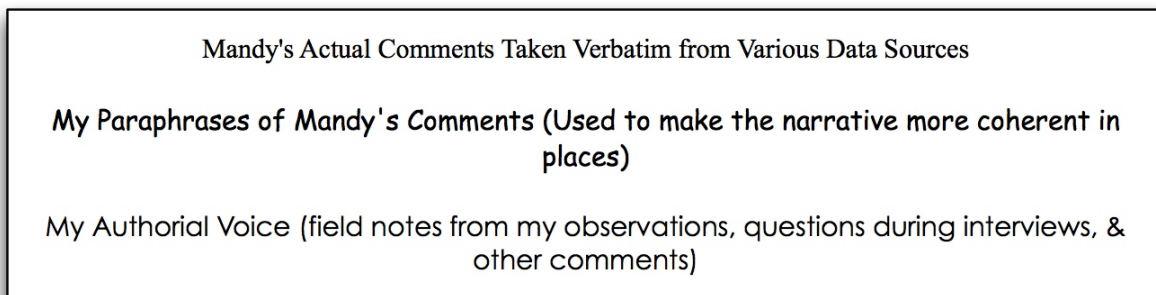 Mandy's Actual Comments Taken Verbatim from Various Data Sources
My Paraphrases of Mandy's Comments (Used to make the narrative more coherent in
places)
My Authorial Voice (field notes from my observations, questions during interviews, &
other comments)